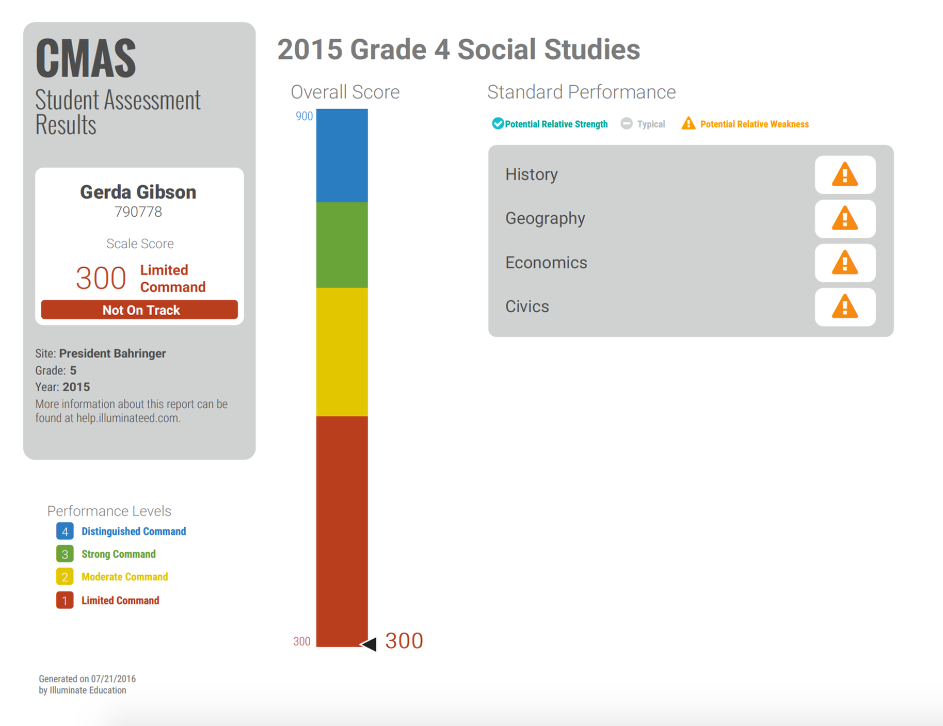 CMAS
Student Assessment
Results
Gerda Gibson
790778
Scale Score
300 Limited
Command
Not On Track
Site: President Bahringer
Grade: 5
Year: 2015
More information about this report can be
found at help.illuminateed.com.
Performance Levels
4 Distinguished Command
3 Strong Command
2 Moderate Command
1 Limited Command
Generated on 07/21/2016
by Illuminate Education
2015 Grade 4 Social Studies
Overall Score
900
300
300
Standard Performance
Potential Relative Strength Typical Potential Relative Weakness
History
Geography
Economics
Civics